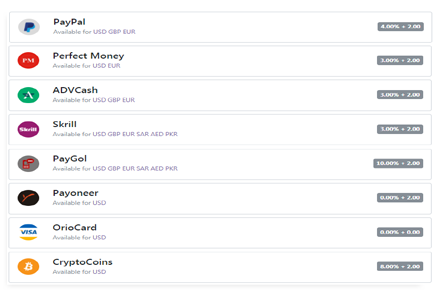 PayPal
Available for USD GBP EUR
4.00% + 2.00
PM
Perfect Money
Available for USD EUR
3.00% + 2.00
ADVCash
Available for USD GBP EUR
3.00% + 2.00
Skrill
Skrill
Available for USD GBP EUR SAR AED PKR
3.00% + 2.00
PayGol
Available for USD GBP EUR SAR AED PKR
10.00% + 2.00
Payoneer
Available for USD
0.00% + 2.00
VISA
OrioCard
Available for USD
0.00% + 0.00
CryptoCoins
Available for USD
6.00% + 2.00